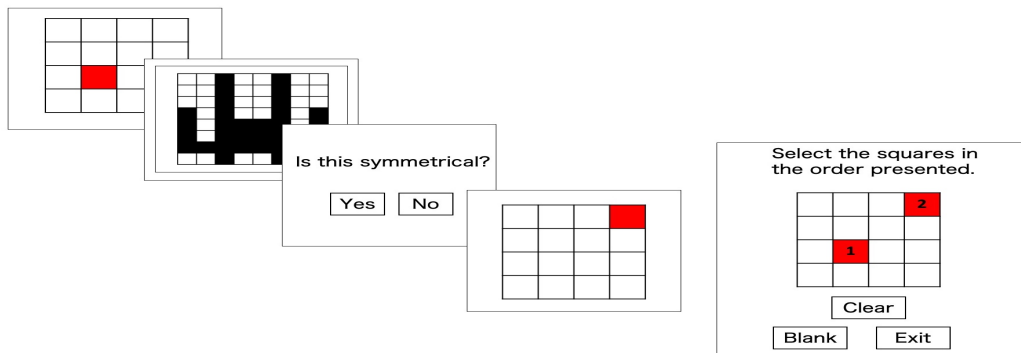 Is this symmetrical?
Yes No
Select the squares in
the order presented.
2
1
Clear
Blank Exit